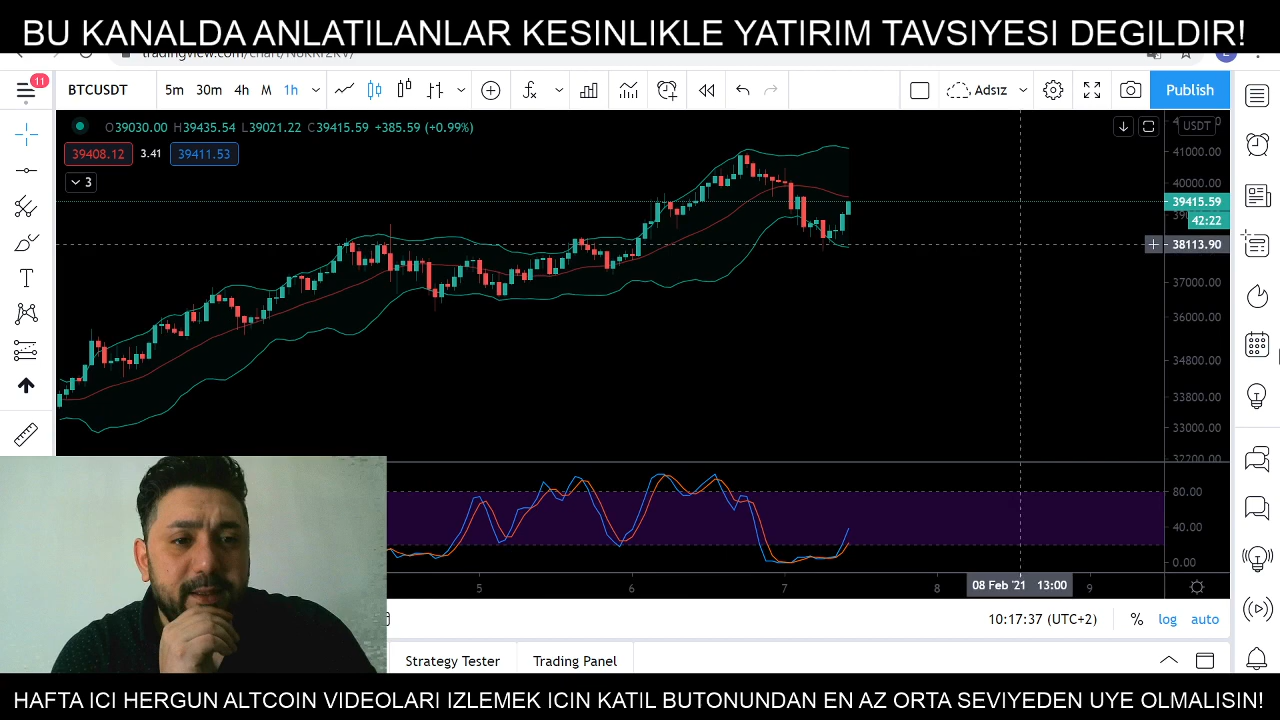 BU KANALDA ANLATILANLAR KESINLIKLE YATIRIM TAVSIYESI DEGILDIR!
11
BTCUSDT 5m 30m 4h M 1h Adsız Publish
O39030.00 H39435.54 L39021.22 C39415.59 +385.59 (+0.99%)
USDT
39408.12 3.41 39411.53
3
41000.00
40000.00
39415.59
42:22
38113.90
37000.00
36000.00
34800.00
33800.00
33000.00
32200.00
80.00
40.00
0.00
5 6 7 8 08 Feb '21 13:00 9
10:17:37 (UTC+2) % log auto
Strategy Tester Trading Panel
HAFTA ICI HERGUN ALTCOIN VIDEOLARI IZLEMEK ICIN KATIL BUTONUNDAN EN AZ ORTA SEVIYEDEN UYE OLMALISIN!